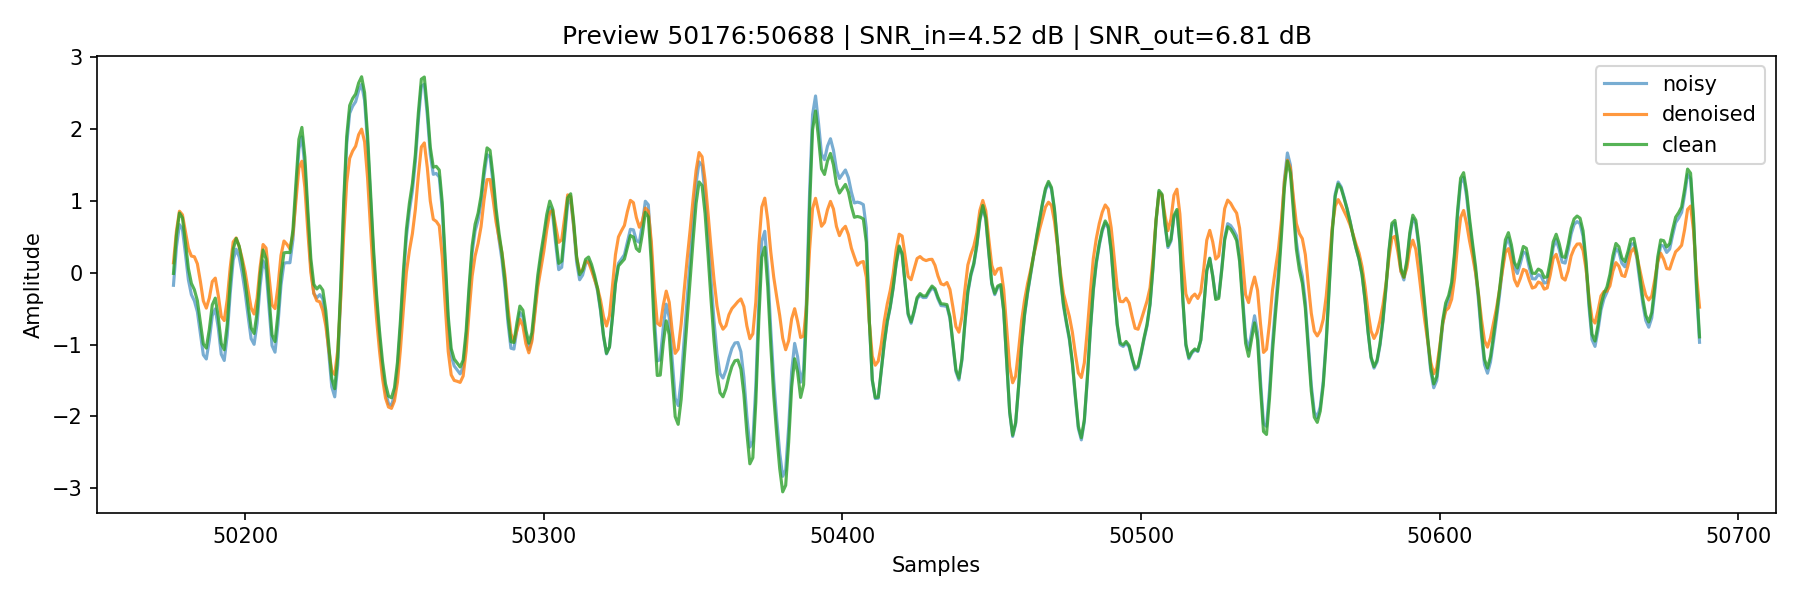 Preview 50176:50688 | SNR_in=4.52 dB | SNR_out=6.81 dB
noisy
denoised
clean
Amplitude
3
2
1
0
−1
−2
−3
50200
50300
50400
50500
50600
50700
Samples